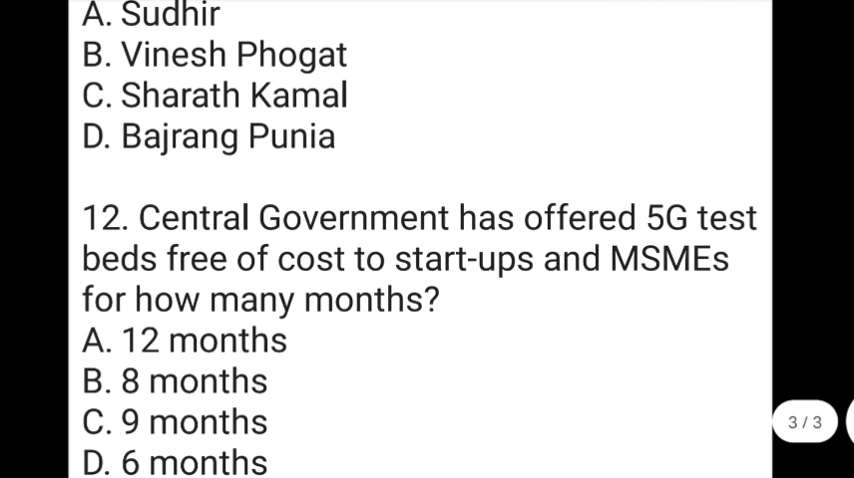 A. Sudhir
B. Vinesh Phogat
C. Sharath Kamal
D. Bajrang Punia
12. Central Government has offered 5G test
beds free of cost to start-ups and MSMEs
for how many months?
A. 12 months
B. 8 months
C. 9 months
3 / 3
D. 6 months